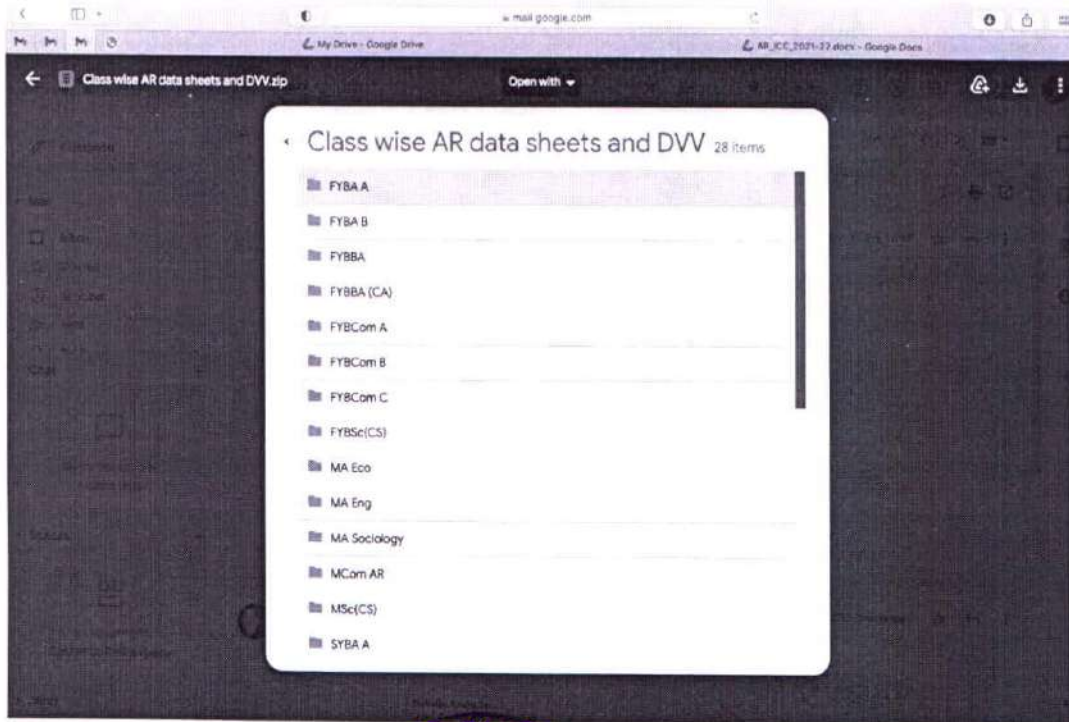 mail.google.com
My Drive - Google Drive
AR_ICC_2021-22.docx - Google Docs
Class wise AR data sheets and DVV.zip
Open with
Class wise AR data sheets and DVV 28 items
FYBA A
FYBA B
FYBBA
FYBBA (CA)
FYBCom A
FYBCom B
FYBCom C
FYBSc(CS)
MA Eco
MA Eng
MA Sociology
MCom AR
MSc(CS)
SYBA A